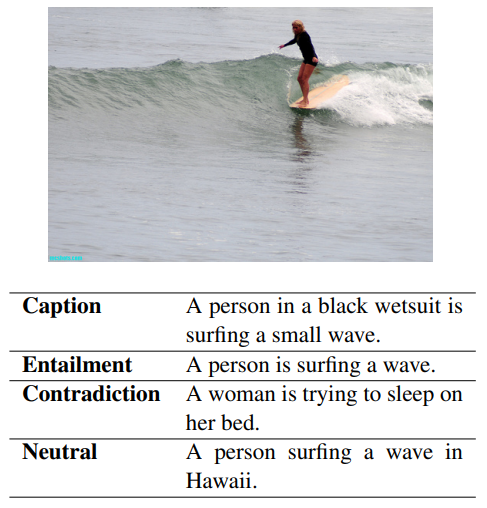 Caption A person in a black wetsuit is
surfing a small wave.
Entailment A person is surfing a wave.
Contradiction A woman is trying to sleep on
her bed.
Neutral A person surfing a wave in
Hawaii.